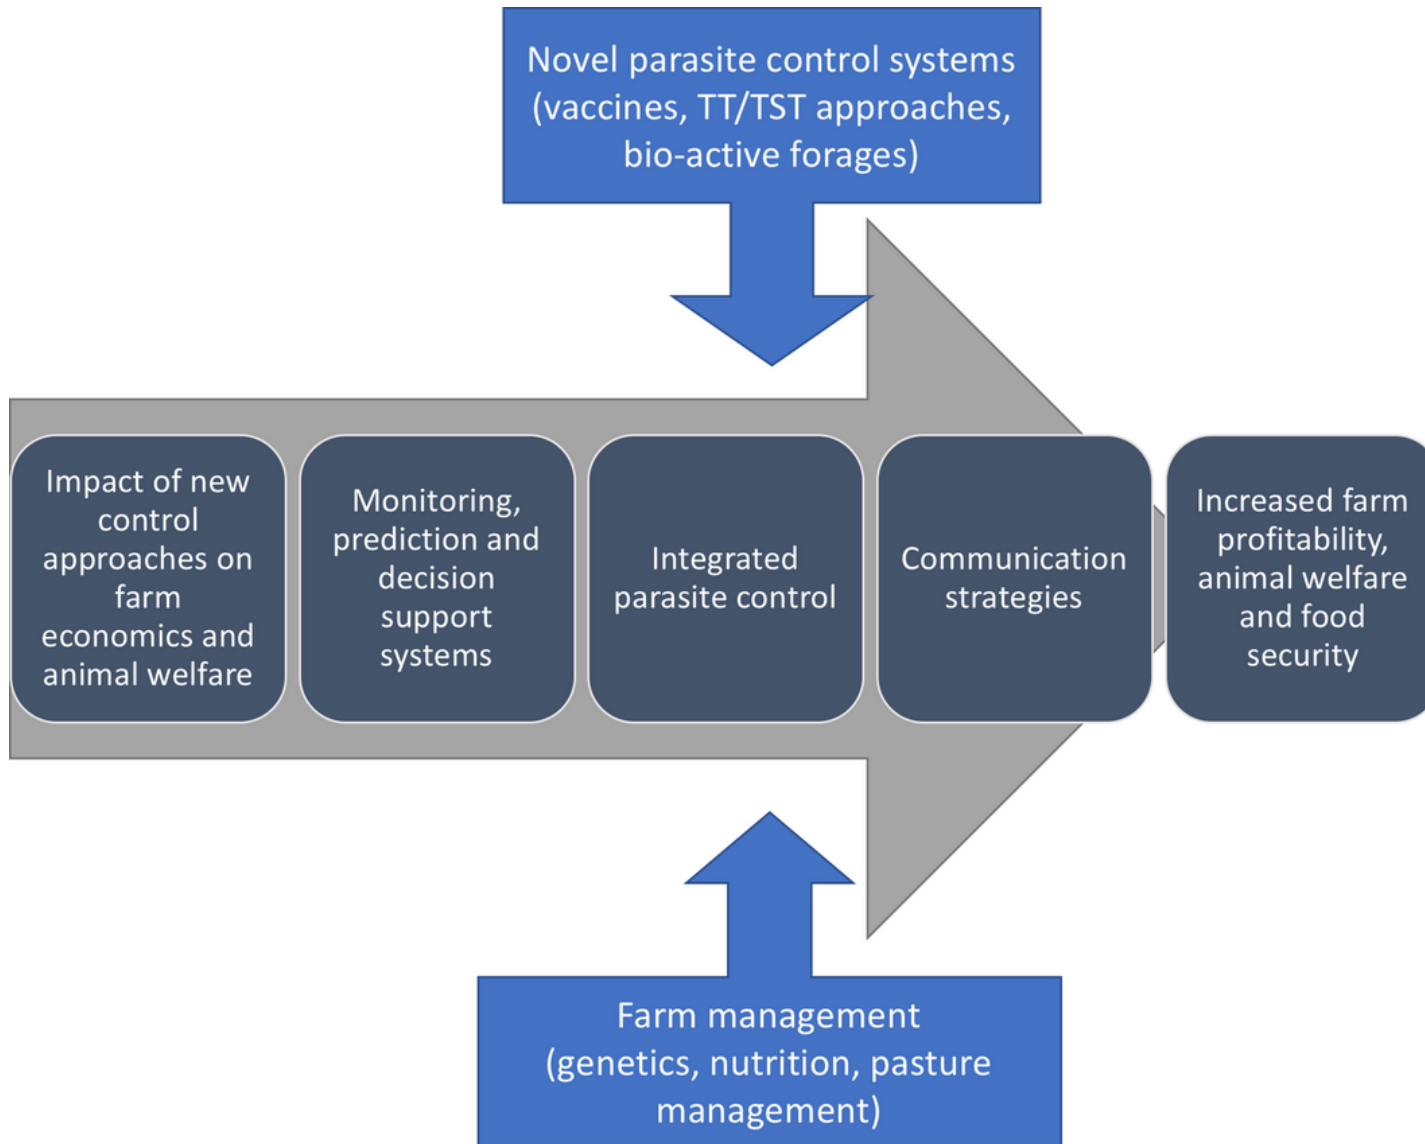 Novel parasite control systems
(vaccines, TT/TST approaches,
bio-active forages)
Impact of new
control
approaches on
farm
economics and
animal welfare
Monitoring,
prediction and
decision
support
systems
Integrated
parasite control
Communication
strategies
Increased farm
profitability,
animal welfare
and food
security
Farm management
(genetics, nutrition, pasture
management)